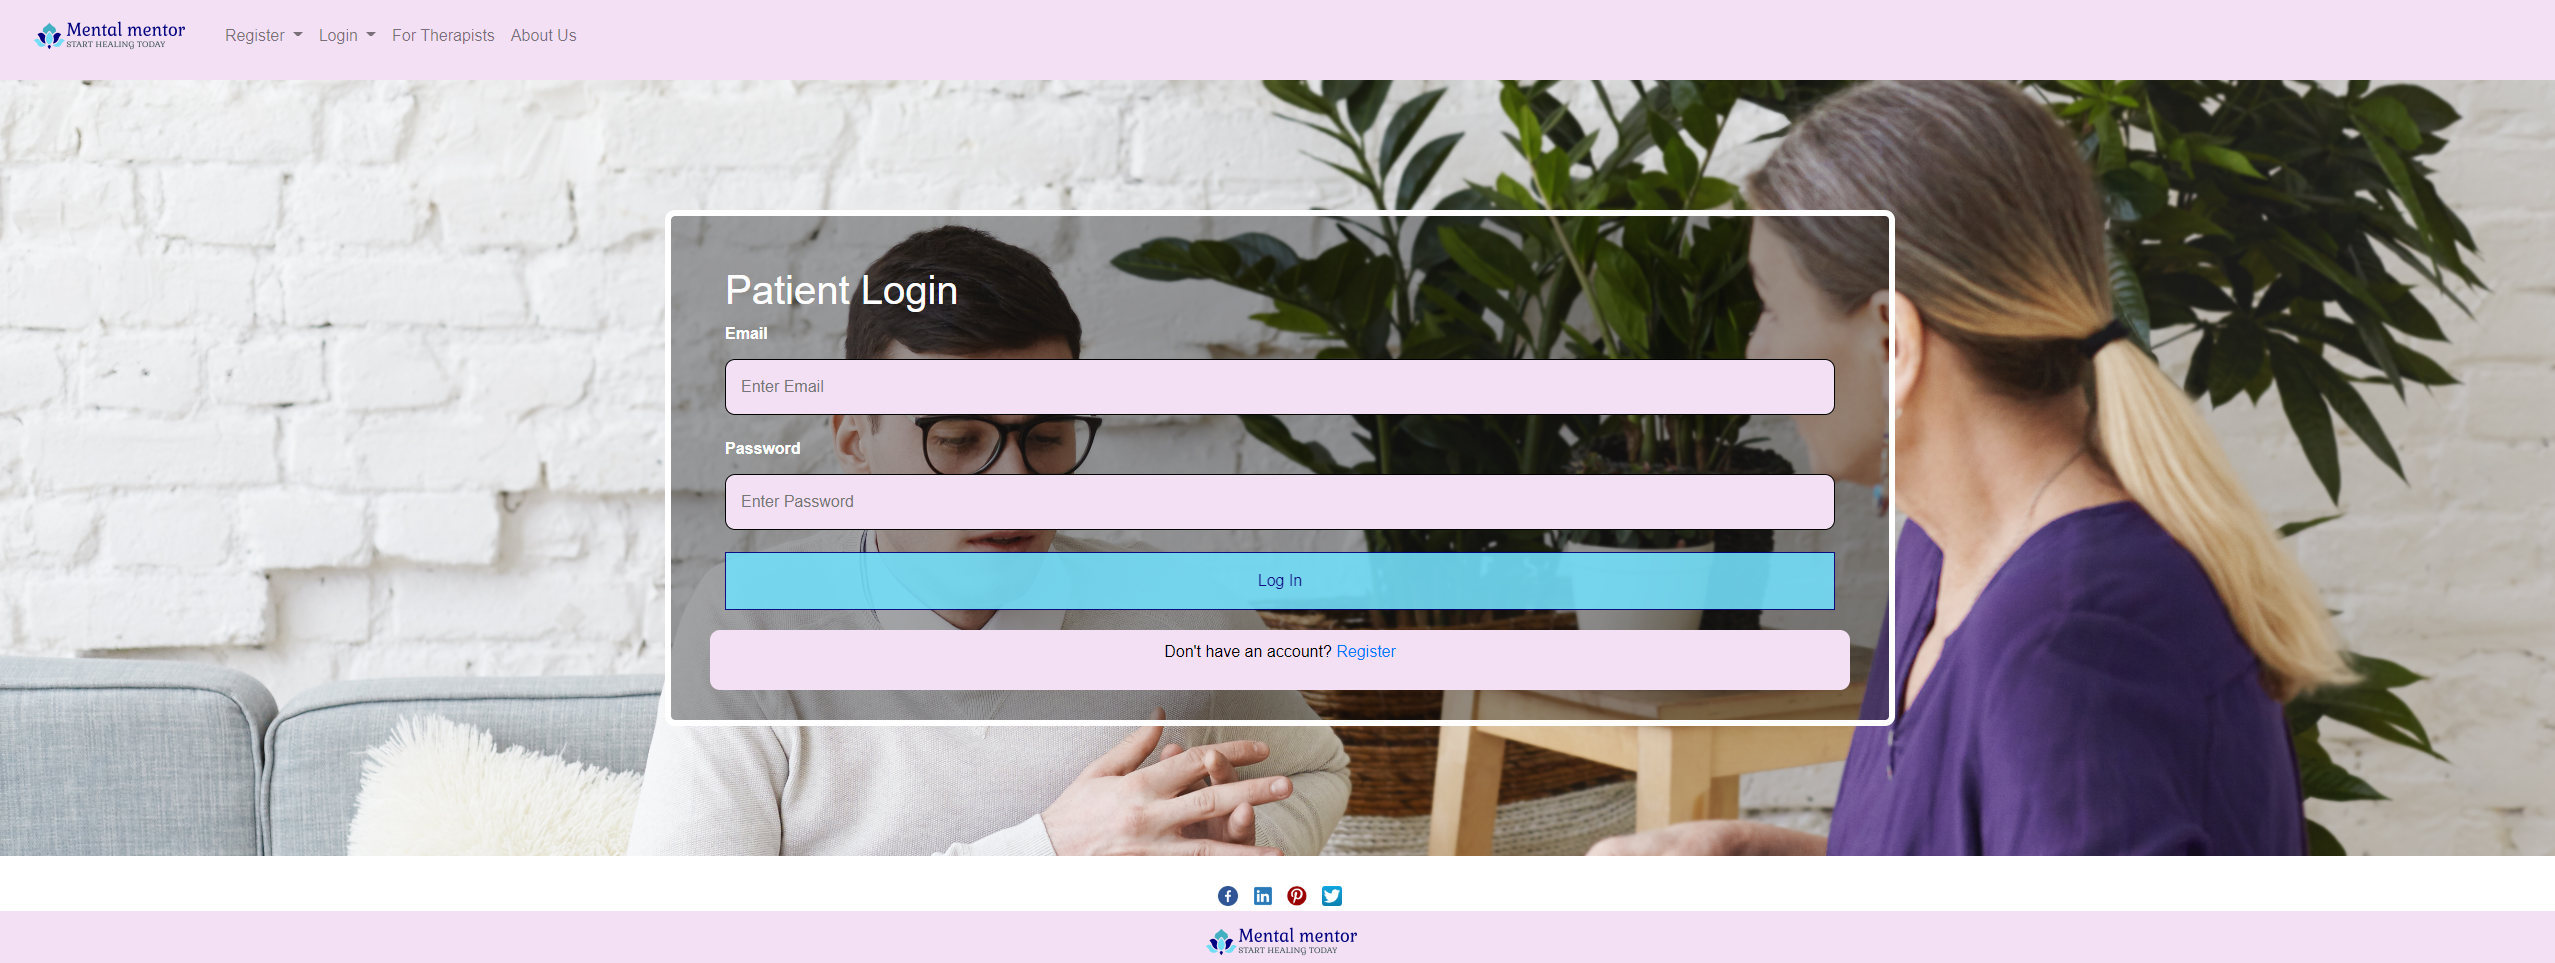 Mental mentor
START HEALING TODAY
Register
Login
For Therapists
About Us
Patient Login
Email
Enter Email
Password
Enter Password
Log In
Don't have an account? Register
Mental mentor
START HEALING TODAY